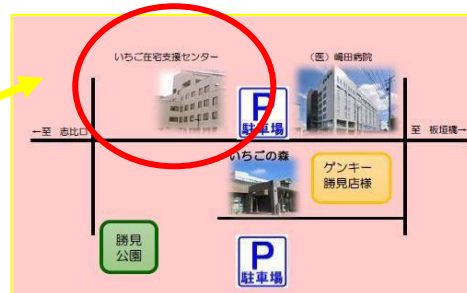 いちご在宅支援センター
(医) 嶋田病院
P
駐車場
←至 志比口
至 板垣橋→
いちごの森
ゲンキー
勝見店様
勝見
公園
P
駐車場